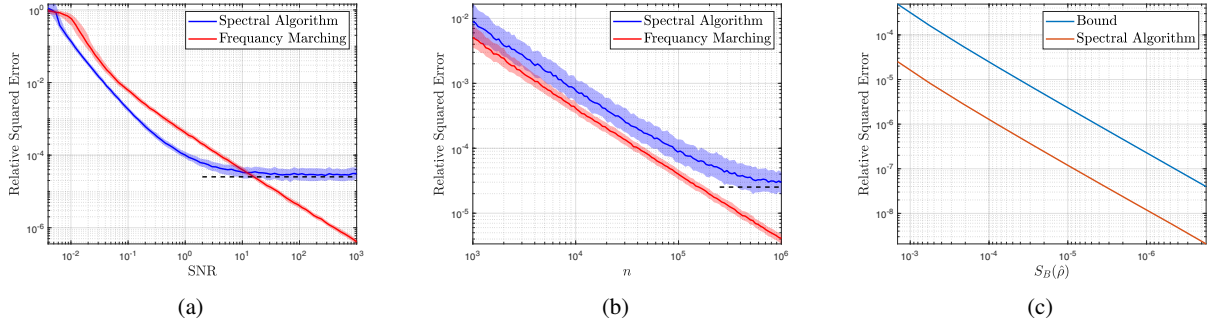 Spectral Algorithm
Frequancy Marching
Relative Squared Error
10^0
10^-2
10^-4
10^-6
10^-2 10^-1 10^0 10^1 10^2 10^3
SNR
(a)
Spectral Algorithm
Frequancy Marching
Relative Squared Error
10^-2
10^-3
10^-4
10^-5
10^3 10^4 10^5 10^6
n
(b)
Bound
Spectral Algorithm
Relative Squared Error
10^-4
10^-5
10^-6
10^-7
10^-8
10^-3 10^-4 10^-5 10^-6
S_B(ρ̂)
(c)